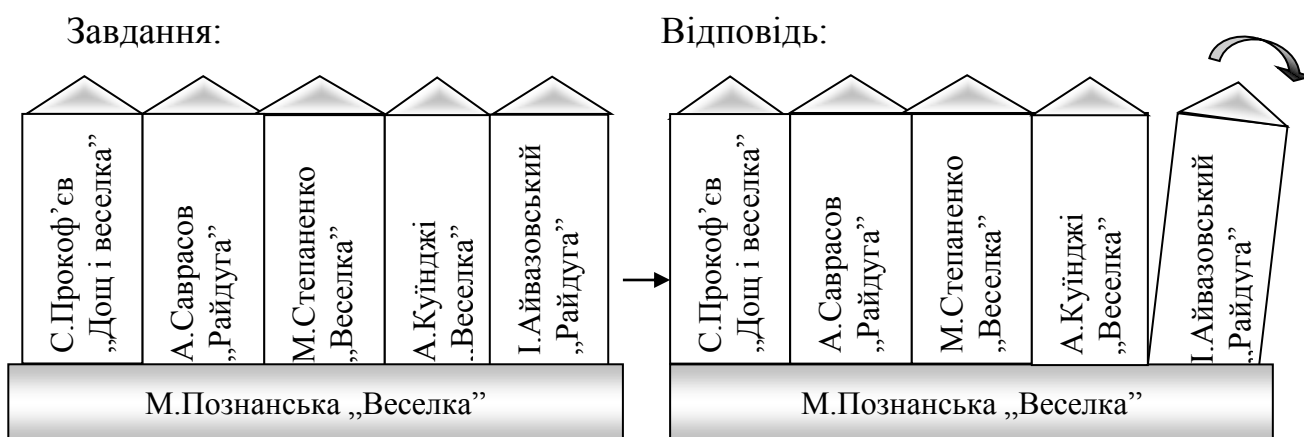 Завдання:
Відповідь:
С.Прокоф’єв
„Дощ і веселка”
А.Саврасов
„Райдуга”
М.Степаненко
„Веселка”
А.Куїнджі
„Веселка”
І.Айвазовський
„Райдуга”
М.Познанська „Веселка”
С.Прокоф’єв
„Дощ і веселка”
А.Саврасов
„Райдуга”
М.Степаненко
„Веселка”
А.Куїнджі
„Веселка”
І.Айвазовський
„Райдуга”
М.Познанська „Веселка”